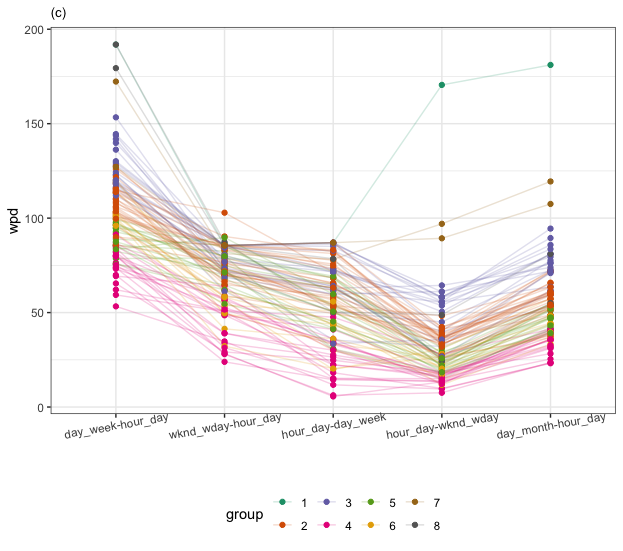 (c)
200
150
100
50
0
wpd
day_week-hour_day wknd_wday-hour_day hour_day-day_week hour_day-wknd_wday day_month-hour_day
group 1 3 5 7
2 4 6 8